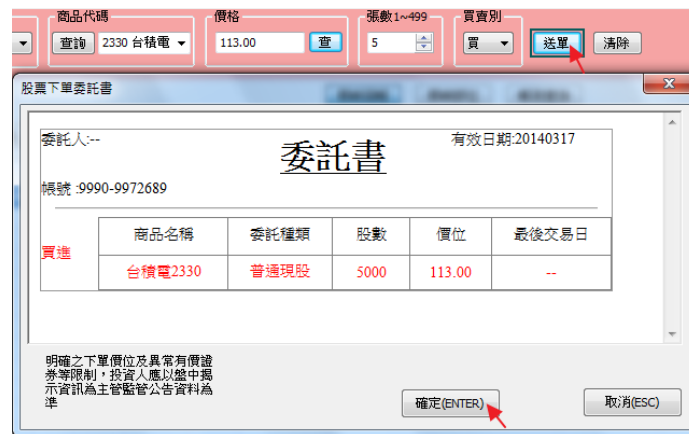 商品代碼 價格 張數1~499 買賣別
查詢 2330 台積電 113.00 查 5 買 送單 清除
股票下單委託書
委託人:-- 委託書 有效日期:20140317
帳號 :9990-9972689
買進
商品名稱 委託種類 股數 價位 最後交易日
台積電2330 普通現股 5000 113.00 --
明確之下單價位及異常有價證
券等限制，投資人應以盤中揭
示資訊為主管監管公告資料為
準
確定(ENTER) 取消(ESC)